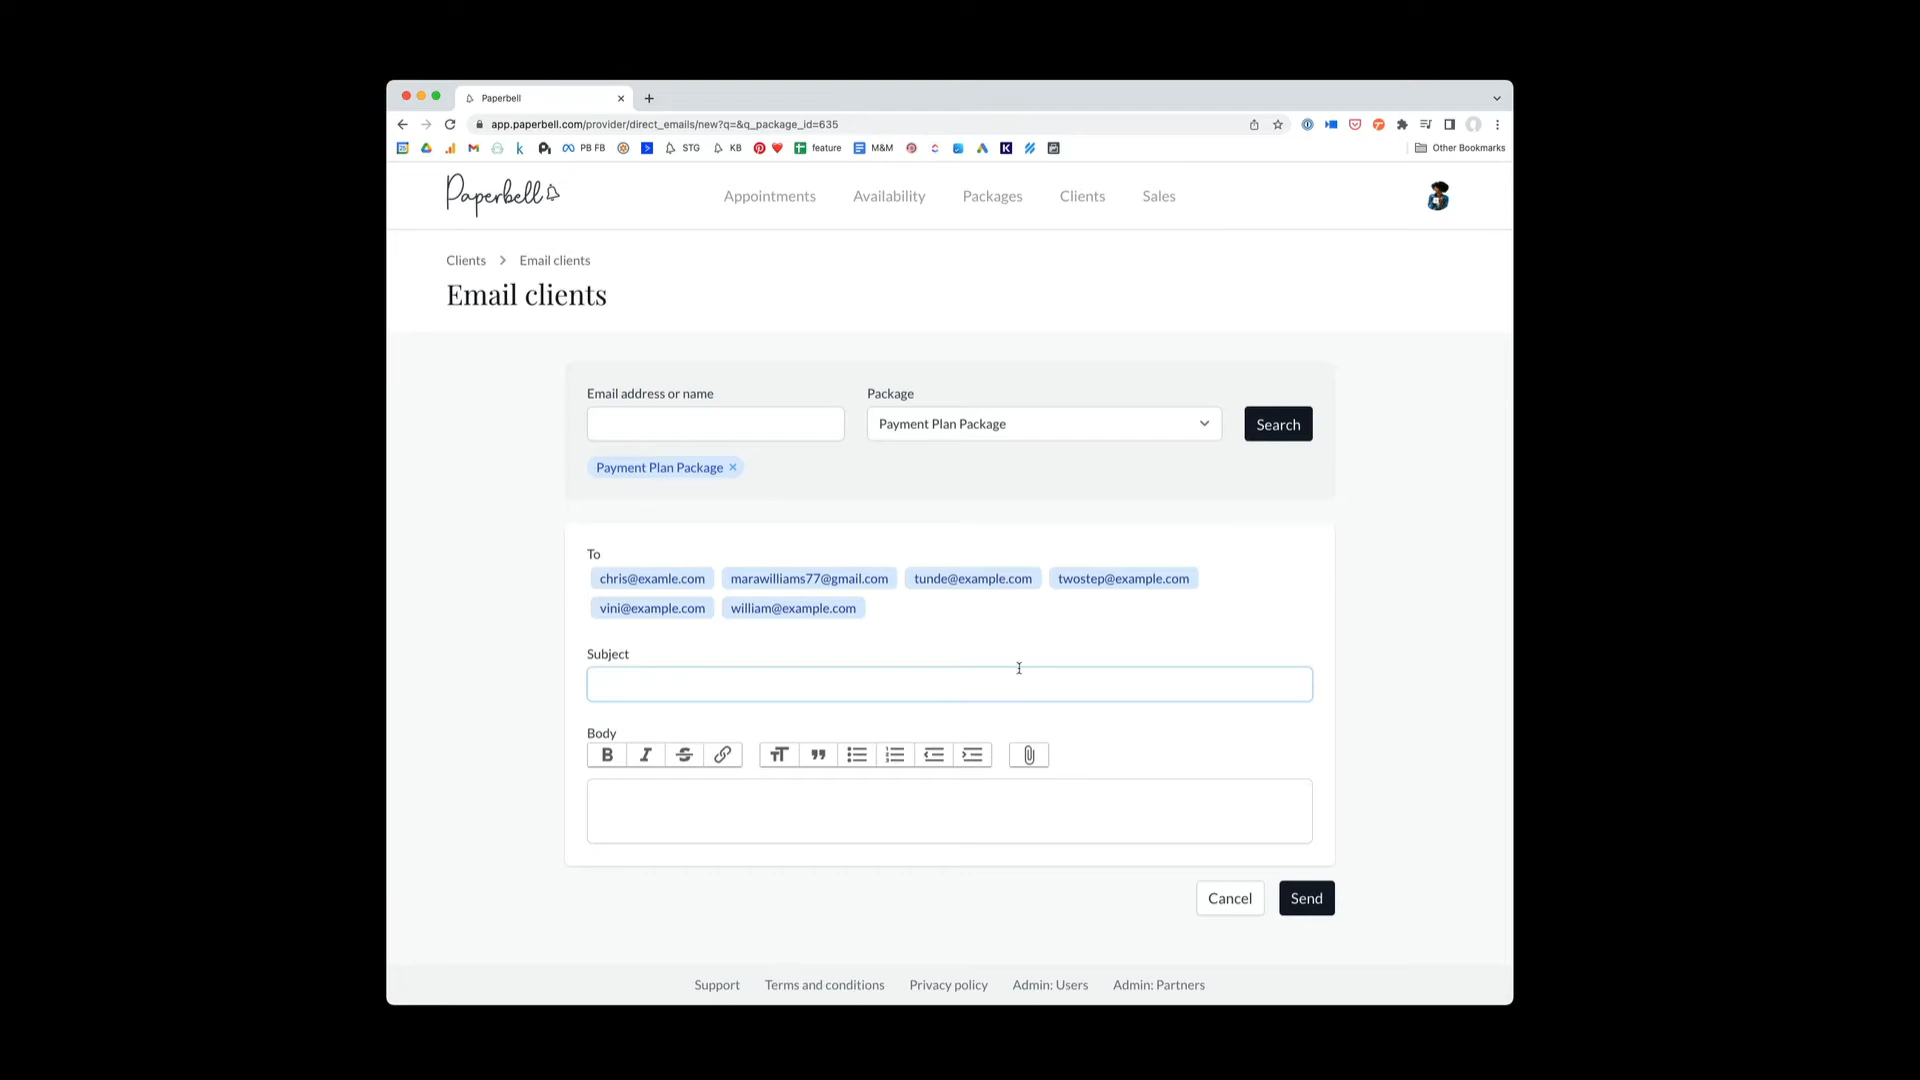 Paperbell
app.paperbell.com/provider/direct_emails/new?q=&q_package_id=635
PB FB STG KB feature M&M Other Bookmarks
Paperbell Appointments Availability Packages Clients Sales
Clients > Email clients
Email clients
Email address or name Package
Payment Plan Package Search
Payment Plan Package ×
To
chris@examle.com marawilliams77@gmail.com tunde@example.com twostep@example.com
vini@example.com william@example.com
Subject
Body
Cancel Send
Support Terms and conditions Privacy policy Admin: Users Admin: Partners